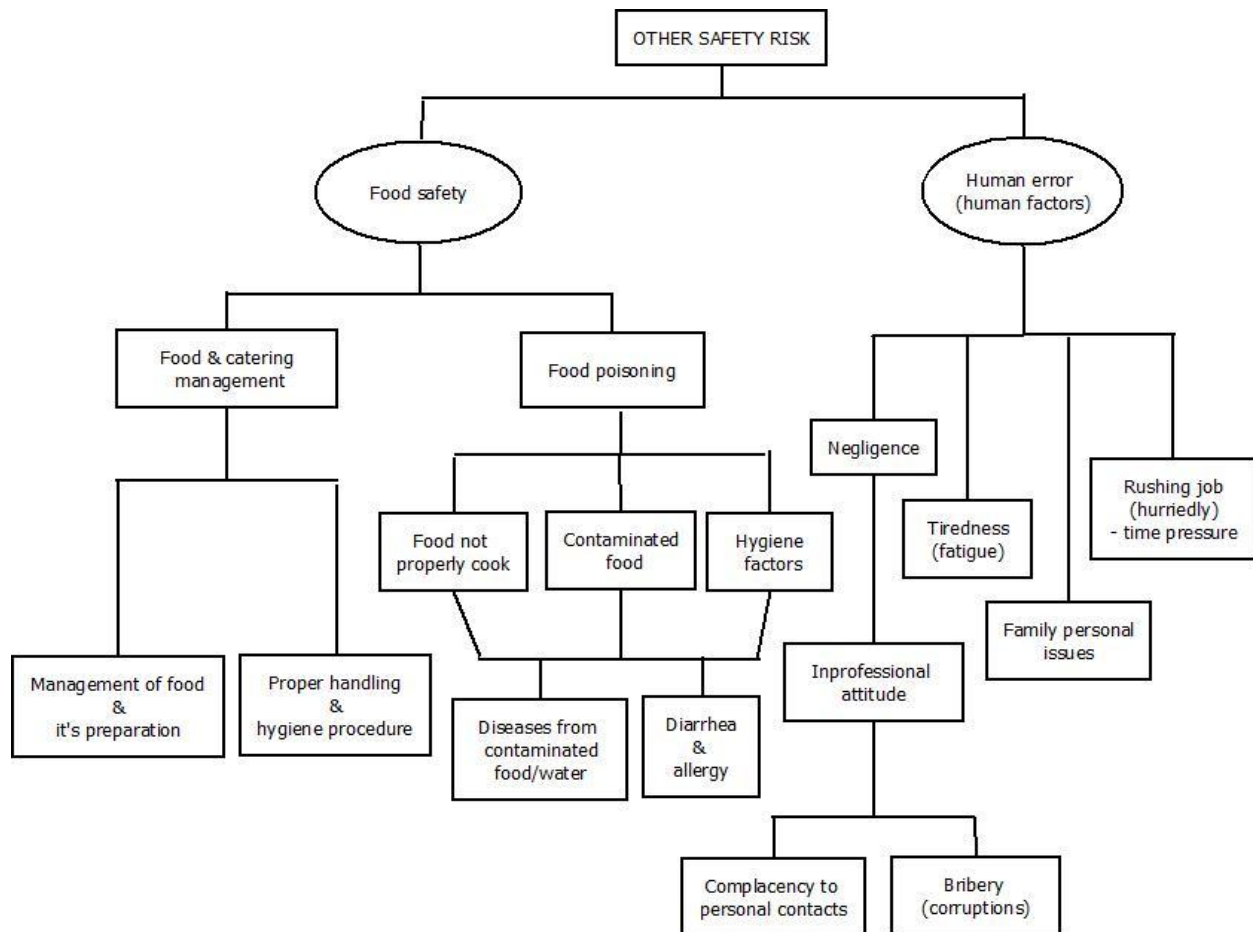 OTHER SAFETY RISK
Food safety
Human error
(human factors)
Food & catering
management
Food poisoning
Negligence
Tiredness
(fatigue)
Rushing job
(hurriedly)
- time pressure
Food not
properly cook
Contaminated
food
Hygiene
factors
Family personal
issues
Management of food
&
it's preparation
Proper handling
&
hygiene procedure
Diseases from
contaminated
food/water
Diarrhea
&
allergy
Inprofessional
attitude
Complacency to
personal contacts
Bribery
(corruptions)